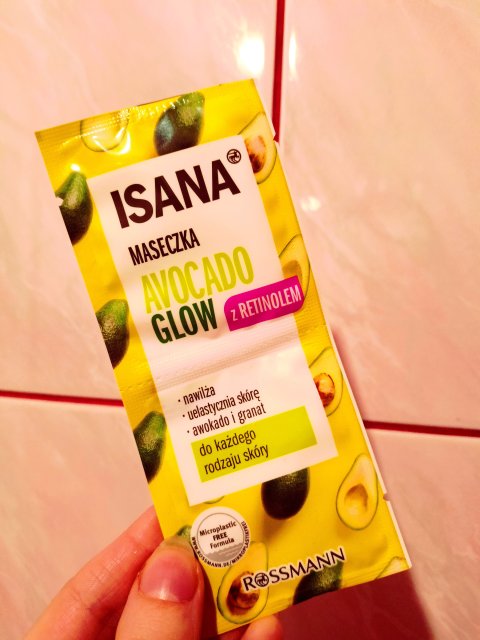 ISANA
MASECZKA
AVOCADO
GLOW
z RETINOLEM
· nawilża
· uelastycznia skórę
· awokado i granat
do każdego
rodzaju skóry
Microplastic
FREE
Formula
ROSSMANN